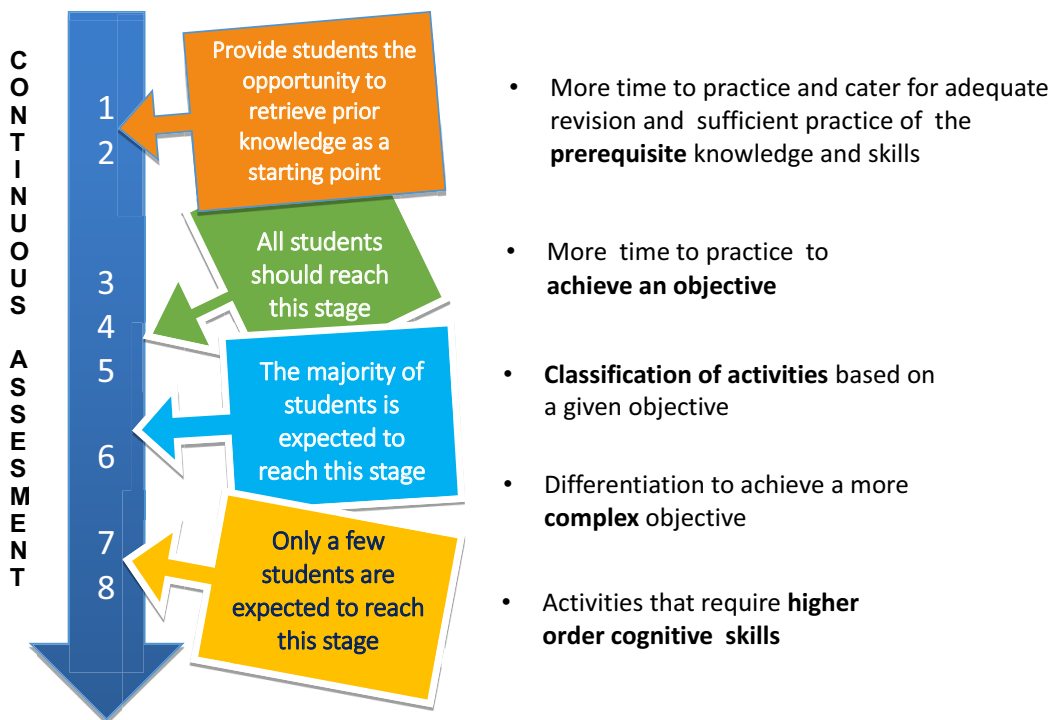 CONTINUOUS ASSESSMENT
1
2
3
4
5
6
7
8
Provide students the
opportunity to
retrieve prior
knowledge as a
starting point
All students
should reach
this stage
The majority of
students is
expected to
reach this stage
Only a few
students are
expected to reach
this stage
• More time to practice and cater for adequate
revision and sufficient practice of the
prerequisite knowledge and skills
• More time to practice to
achieve an objective
• Classification of activities based on
a given objective
• Differentiation to achieve a more
complex objective
• Activities that require higher
order cognitive skills